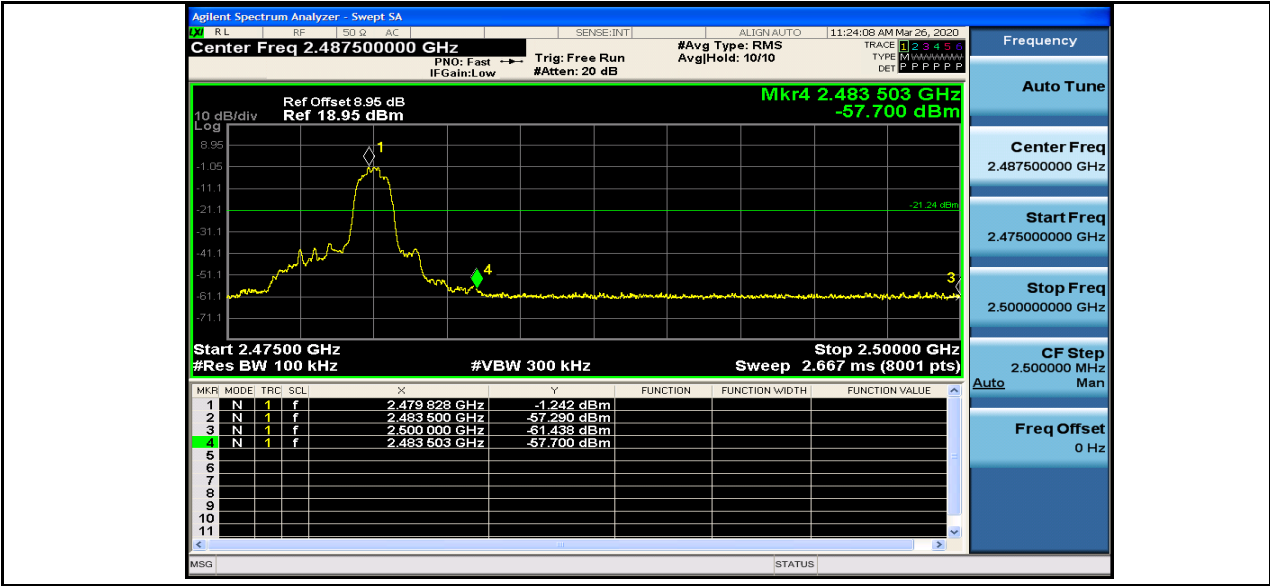 Agilent Spectrum Analyzer - Swept SA
LXI RL RF 50 Ω AC SENSE:INT ALIGN AUTO 11:24:08 AM Mar 26, 2020
Center Freq 2.487500000 GHz
PNO: Fast
IFGain:Low
Trig: Free Run
#Atten: 20 dB
#Avg Type: RMS
Avg|Hold: 10/10
TRACE 1 2 3 4 5 6
TYPE M
DET P P P P P P
Ref Offset 8.95 dB
10 dB/div Ref 18.95 dBm
Log
Mkr4 2.483 503 GHz
-57.700 dBm
8.95
-1.05
-11.1
-21.1
-31.1
-41.1
-51.1
-61.1
-71.1
1
4
3
-21.24 dBm
Start 2.47500 GHz Stop 2.50000 GHz
#Res BW 100 kHz #VBW 300 kHz Sweep 2.667 ms (8001 pts)
MKR MODE TRC SCL X Y FUNCTION FUNCTION WIDTH FUNCTION VALUE
1 N 1 f 2.479 828 GHz -1.242 dBm
2 N 1 f 2.483 500 GHz -57.290 dBm
3 N 1 f 2.500 000 GHz -61.438 dBm
4 N 1 f 2.483 503 GHz -57.700 dBm
5
6
7
8
9
10
11
MSG STATUS
Frequency
Auto Tune
Center Freq
2.487500000 GHz
Start Freq
2.475000000 GHz
Stop Freq
2.500000000 GHz
CF Step
2.500000 MHz
Auto Man
Freq Offset
0 Hz